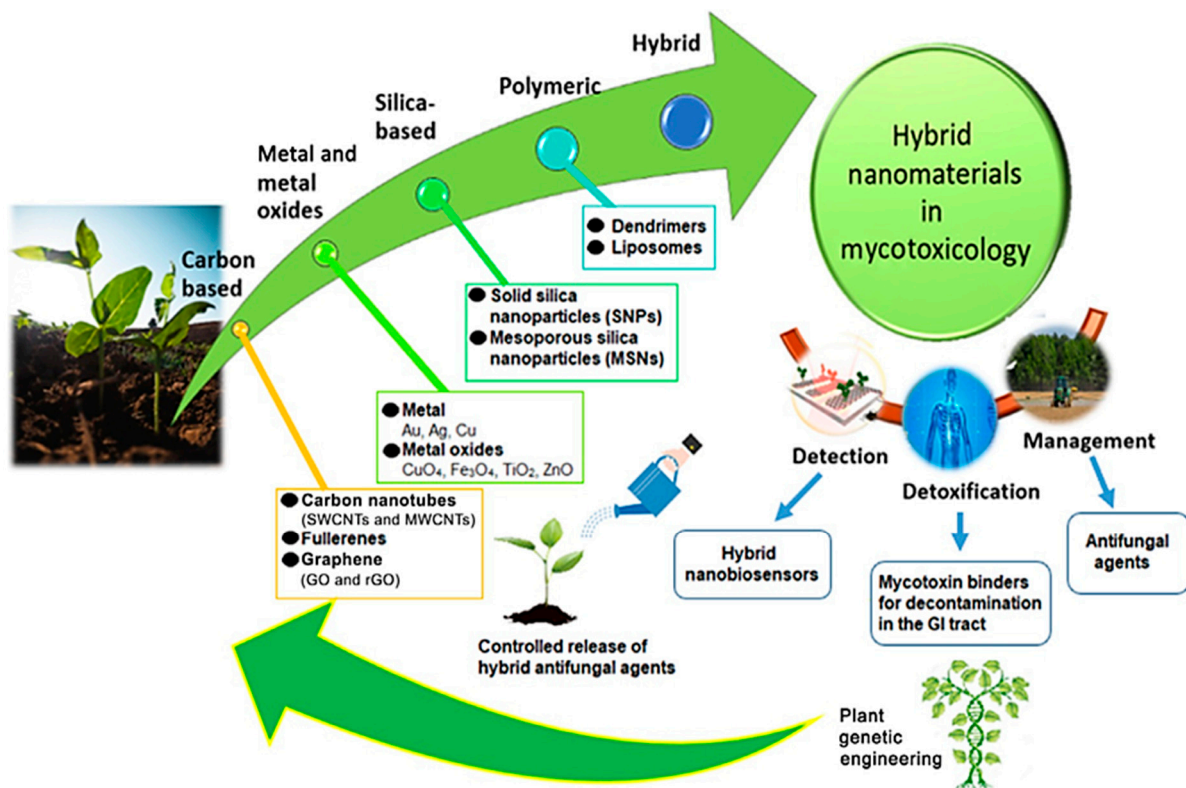 Hybrid
Polymeric
Silica-
based
Metal and
metal
oxides
Carbon
based
Hybrid
nanomaterials
in
mycotoxicology
● Dendrimers
● Liposomes
● Solid silica
nanoparticles (SNPs)
● Mesoporous silica
nanoparticles (MSNs)
● Metal
Au, Ag, Cu
● Metal oxides
CuO₄, Fe₃O₄, TiO₂, ZnO
● Carbon nanotubes
(SWCNTs and MWCNTs)
● Fullerenes
● Graphene
(GO and rGO)
Controlled release of
hybrid antifungal agents
Detection
Detoxification
Management
Hybrid
nanobiosensors
Mycotoxin binders
for decontamination
in the GI tract
Antifungal
agents
Plant
genetic
engineering